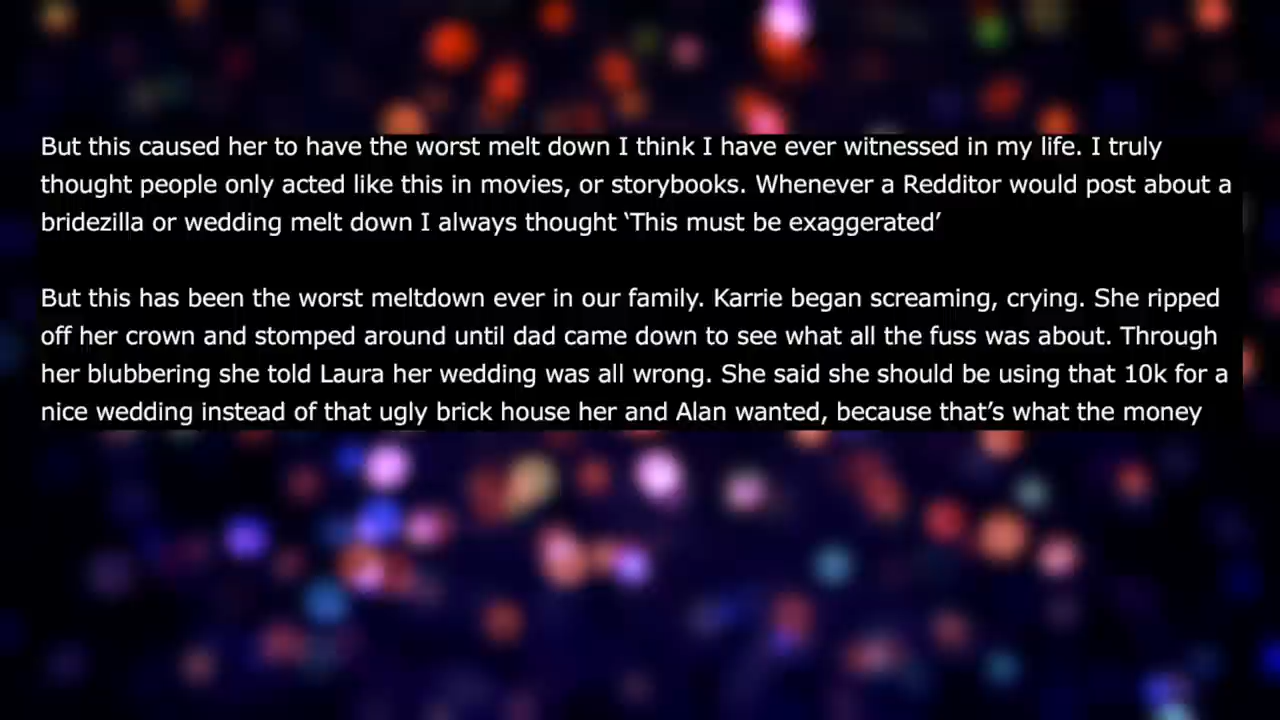 But this caused her to have the worst melt down I think I have ever witnessed in my life. I truly
thought people only acted like this in movies, or storybooks. Whenever a Redditor would post about a
bridezilla or wedding melt down I always thought ‘This must be exaggerated’
But this has been the worst meltdown ever in our family. Karrie began screaming, crying. She ripped
off her crown and stomped around until dad came down to see what all the fuss was about. Through
her blubbering she told Laura her wedding was all wrong. She said she should be using that 10k for a
nice wedding instead of that ugly brick house her and Alan wanted, because that’s what the money